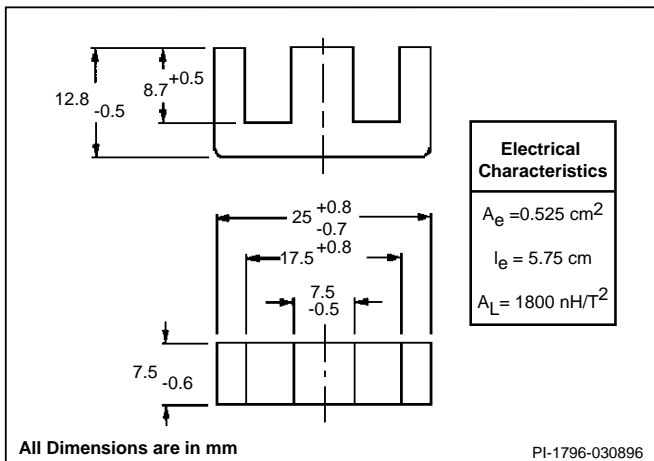 12.8 -0.5
8.7 +0.5
Electrical
Characteristics
Ae =0.525 cm2
le = 5.75 cm
AL= 1800 nH/T2
25 +0.8 -0.7
17.5 +0.8
7.5
-0.5
7.5 -0.6
All Dimensions are in mm
PI-1796-030896